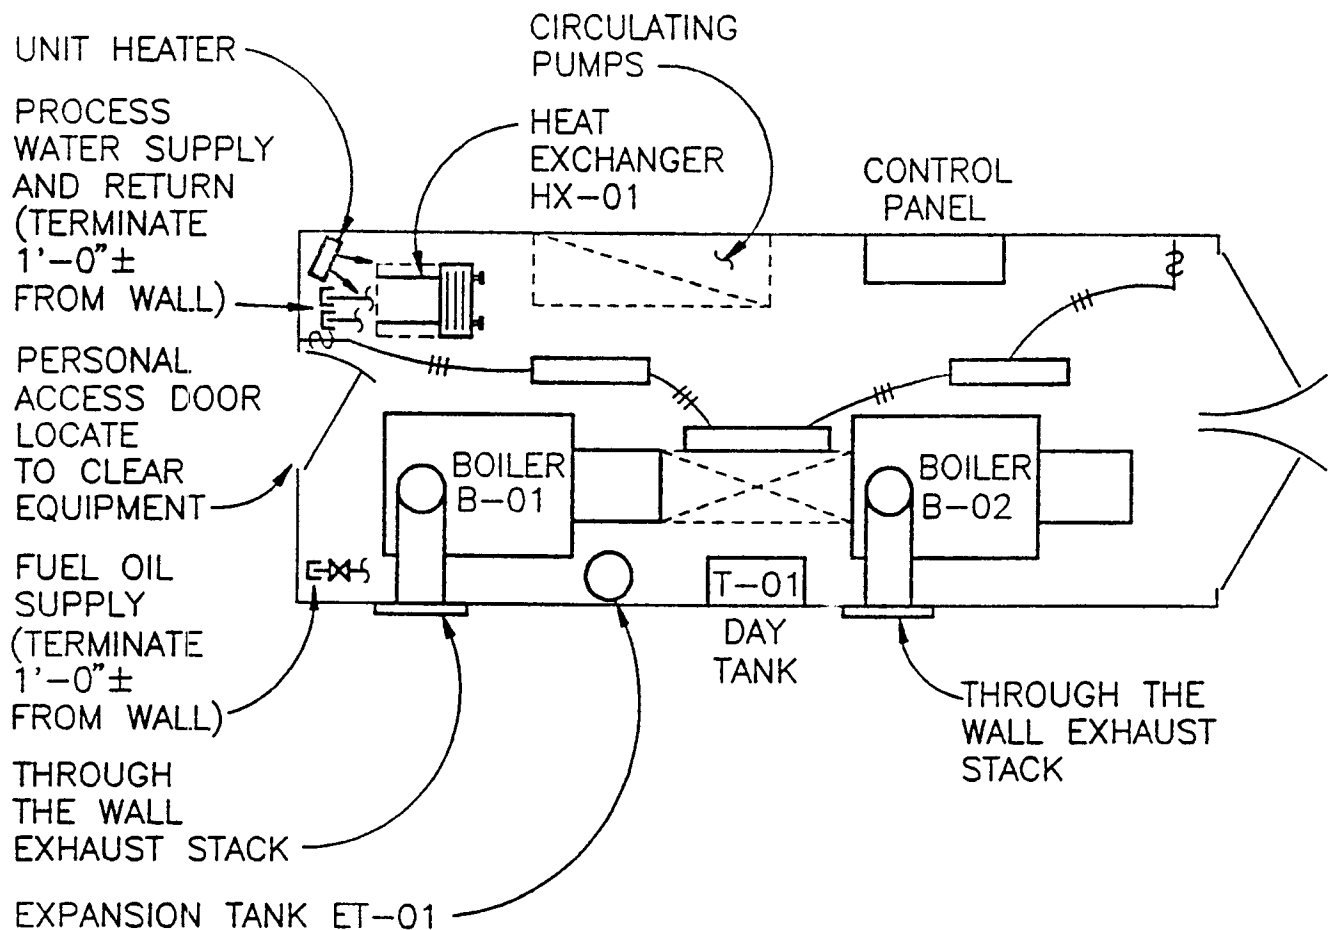 UNIT HEATER
PROCESS
WATER SUPPLY
AND RETURN
(TERMINATE
1'-0"±
FROM WALL)
PERSONAL
ACCESS DOOR
LOCATE
TO CLEAR
EQUIPMENT
FUEL OIL
SUPPLY
(TERMINATE
1'-0"±
FROM WALL)
THROUGH
THE WALL
EXHAUST STACK
EXPANSION TANK ET-01
CIRCULATING
PUMPS
HEAT
EXCHANGER
HX-01
CONTROL
PANEL
BOILER
B-01
BOILER
B-02
T-01
DAY
TANK
THROUGH THE
WALL EXHAUST
STACK